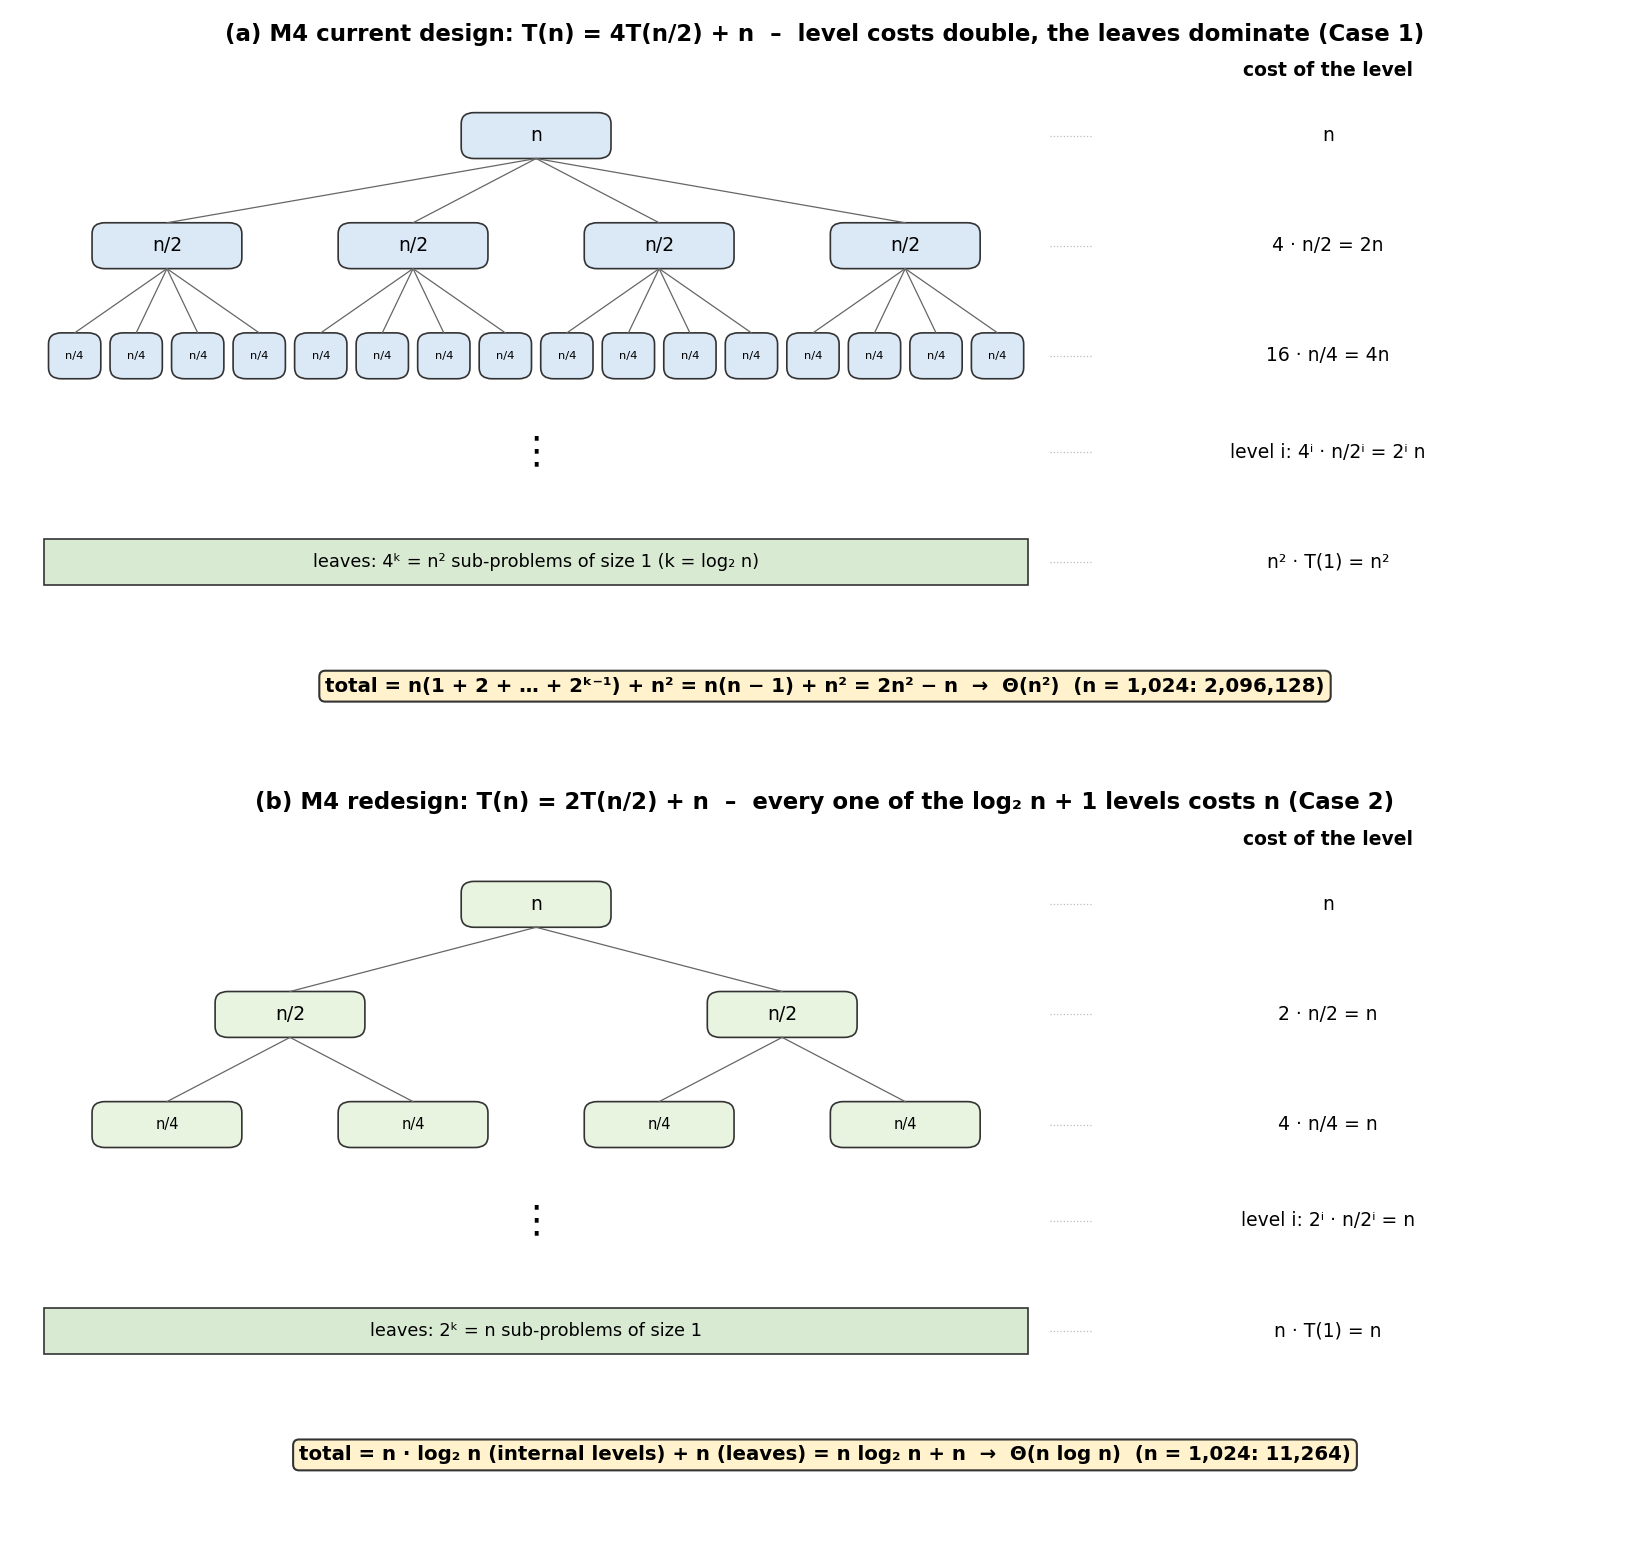 (a) M4 current design: T(n) = 4T(n/2) + n – level costs double, the leaves dominate (Case 1)
cost of the level
n n
n/2 n/2 n/2 n/2 4 · n/2 = 2n
n/4 n/4 n/4 n/4 n/4 n/4 n/4 n/4 n/4 n/4 n/4 n/4 n/4 n/4 n/4 n/4 16 · n/4 = 4n
⋮ level i: 4ⁱ · n/2ⁱ = 2ⁱ n
leaves: 4ᵏ = n² sub-problems of size 1 (k = log₂ n) n² · T(1) = n²
total = n(1 + 2 + … + 2ᵏ⁻¹) + n² = n(n − 1) + n² = 2n² − n → Θ(n²) (n = 1,024: 2,096,128)
(b) M4 redesign: T(n) = 2T(n/2) + n – every one of the log₂ n + 1 levels costs n (Case 2)
cost of the level
n n
n/2 n/2 2 · n/2 = n
n/4 n/4 n/4 n/4 4 · n/4 = n
⋮ level i: 2ⁱ · n/2ⁱ = n
leaves: 2ᵏ = n sub-problems of size 1 n · T(1) = n
total = n · log₂ n (internal levels) + n (leaves) = n log₂ n + n → Θ(n log n) (n = 1,024: 11,264)